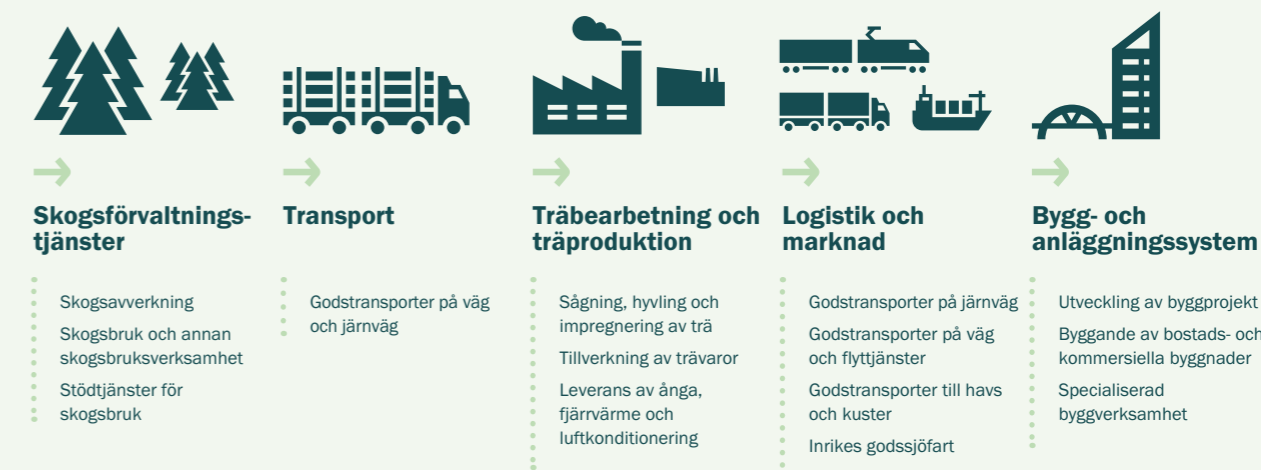 Skogsförvaltnings-
tjänster
Skogsavverkning
Skogsbruk och annan
skogsbruksverksamhet
Stödtjänster för
skogsbruk
Transport
Godstransporter på väg
och järnväg
Träbearbetning och
träproduktion
Sågning, hyvling och
impregnering av trä
Tillverkning av trävaror
Leverans av ånga,
fjärrvärme och
luftkonditionering
Logistik och
marknad
Godstransporter på järnväg
Godstransporter på väg
och flyttjänster
Godstransporter till havs
och kuster
Inrikes godssjöfart
Bygg- och
anläggningssystem
Utveckling av byggprojekt
Byggande av bostads- och
kommersiella byggnader
Specialiserad
byggverksamhet